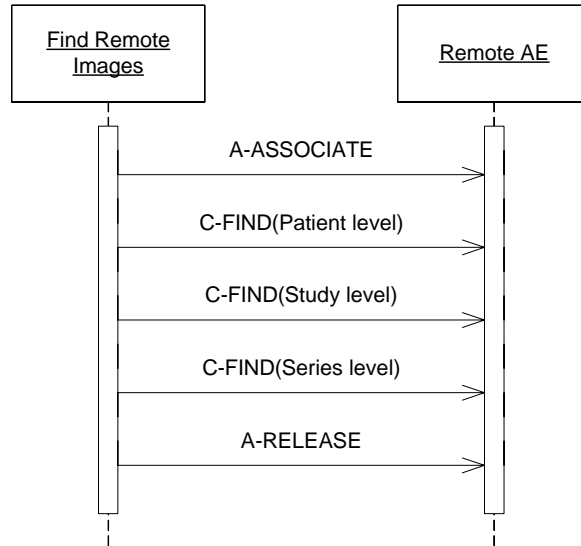 Find Remote
Images
Remote AE
A-ASSOCIATE
C-FIND(Patient level)
C-FIND(Study level)
C-FIND(Series level)
A-RELEASE